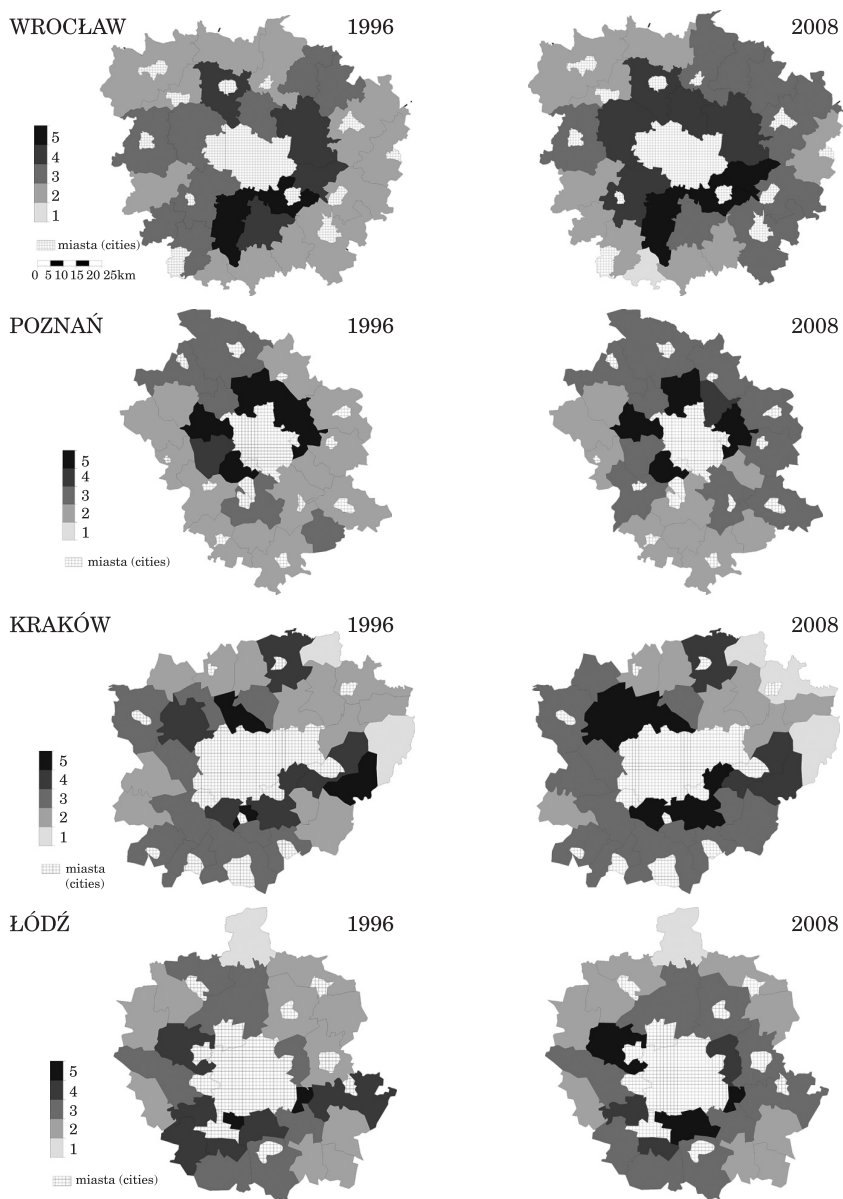 WROCŁAW 1996 2008
5
4
3
2
1
miasta (cities)
0 5 10 15 20 25km
POZNAŃ 1996 2008
5
4
3
2
1
miasta (cities)
KRAKÓW 1996 2008
5
4
3
2
1
miasta
(cities)
ŁÓDŹ 1996 2008
5
4
3
2
1
miasta (cities)